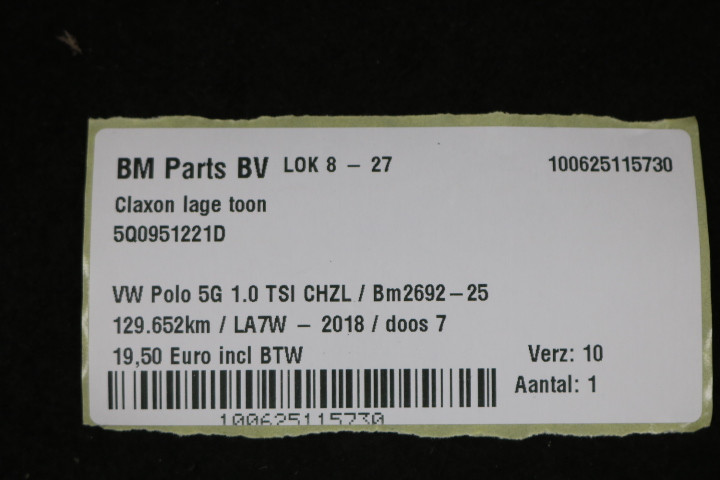 BM Parts BV LOK 8 – 27 100625115730
Claxon lage toon
5Q0951221D
VW Polo 5G 1.0 TSI CHZL / Bm2692–25
129.652km / LA7W – 2018 / doos 7
19,50 Euro incl BTW Verz: 10
Aantal: 1
100625115730